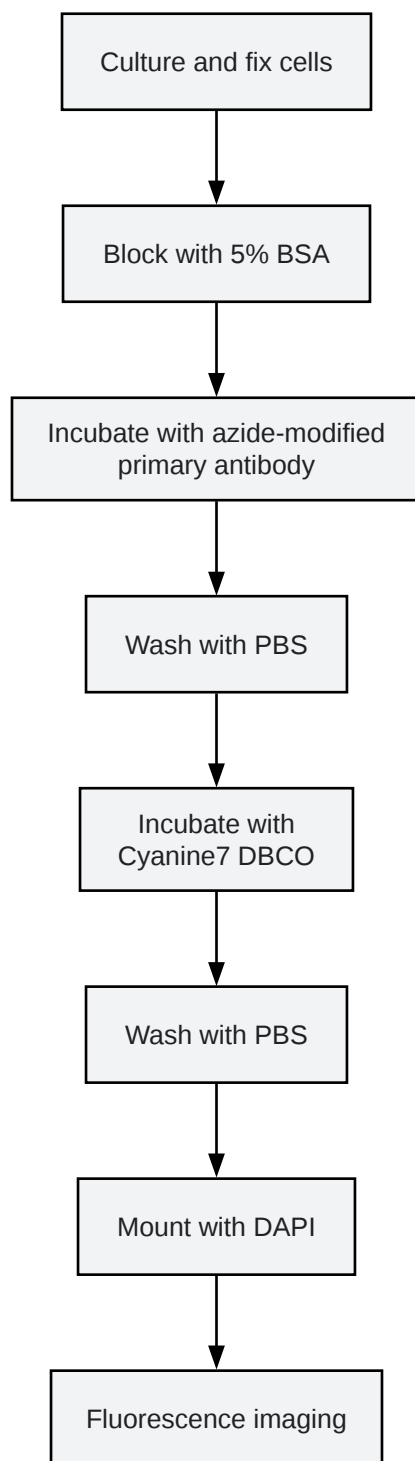 Culture and fix cells
Block with 5% BSA
Incubate with azide-modified
primary antibody
Wash with PBS
Incubate with
Cyanine7 DBCO
Wash with PBS
Mount with DAPI
Fluorescence imaging